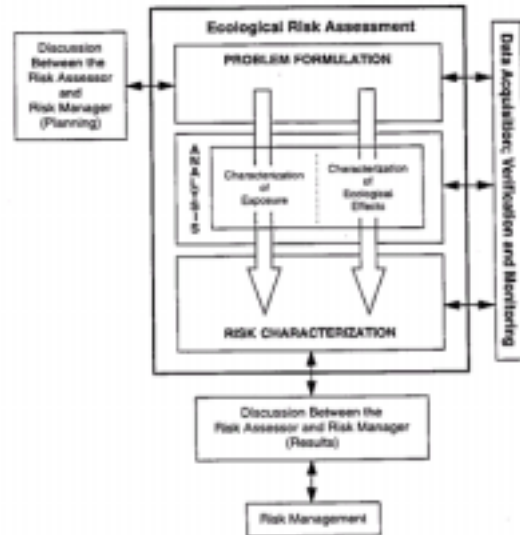 Ecological Risk Assessment
Discussion
Between the
Risk Assessor
and
Risk Manager
(Planning)
PROBLEM FORMULATION
ANALYSIS
Characterization
of
Exposure
Characterization
of
Ecological
Effects
RISK CHARACTERIZATION
Data Acquisition; Verification and Monitoring
Discussion Between the
Risk Assessor and Risk Manager
(Results)
Risk Management